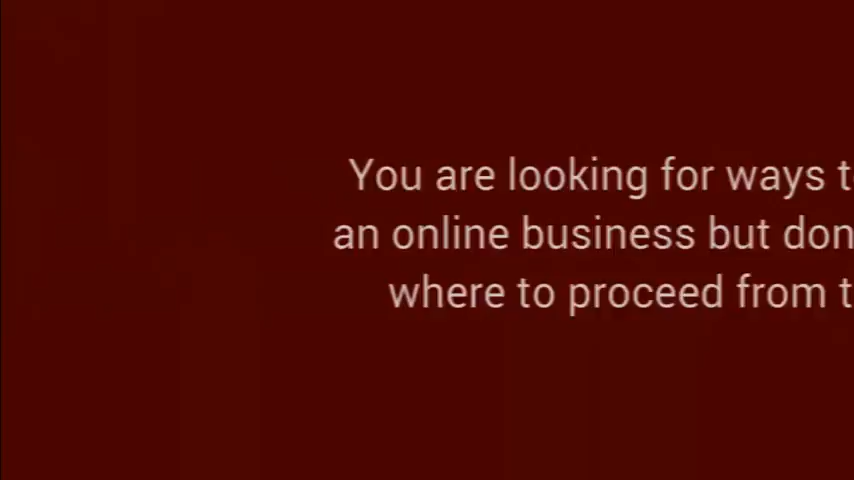 You are looking for ways
an online business but
where to proceed from